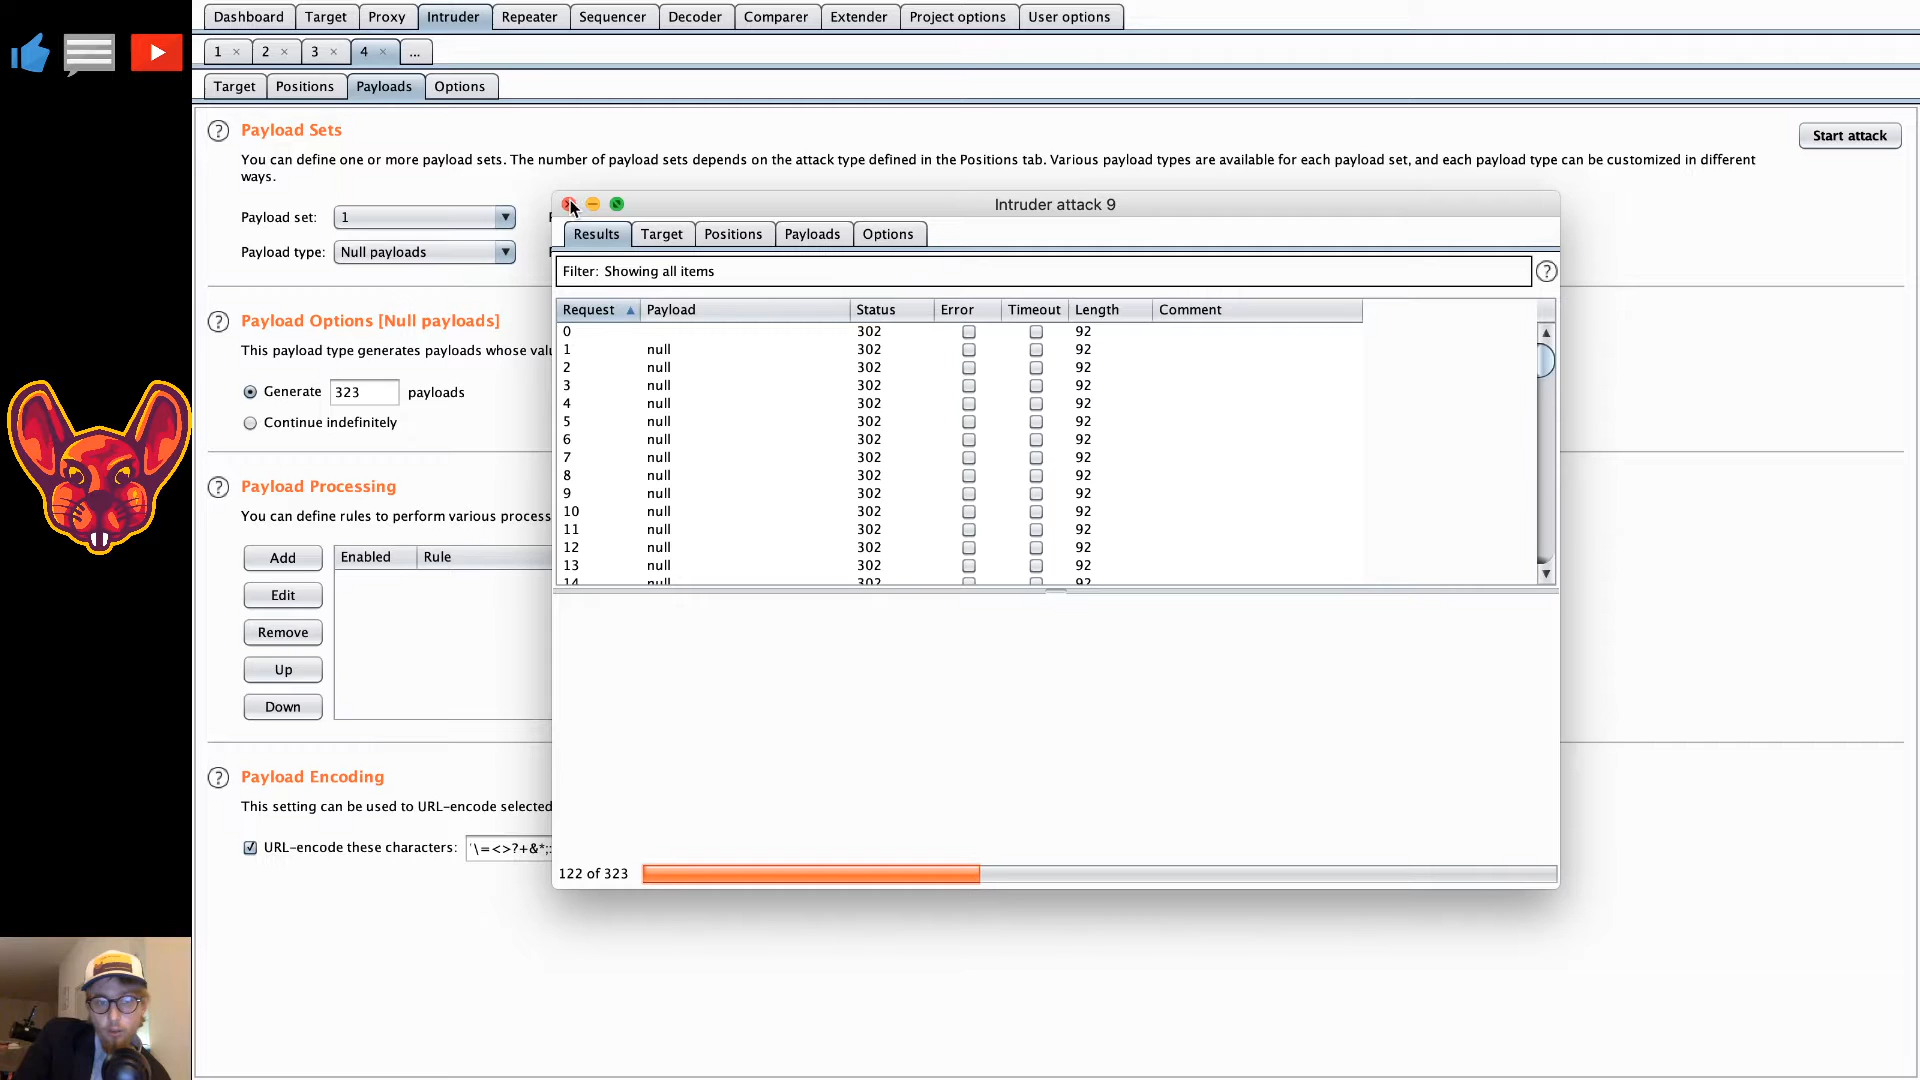 Dashboard Target Proxy Intruder Repeater Sequencer Decoder Comparer Extender Project options User options
1 × 2 × 3 × 4 × ...
Target Positions Payloads Options
? Payload Sets
Start attack
You can define one or more payload sets. The number of payload sets depends on the attack type defined in the Positions tab. Various payload types are available for each payload set, and each payload type can be customized in different
ways.
Payload set: 1
Payload type: Null payloads
? Payload Options [Null payloads]
This payload type generates payloads whose valu
Generate 323 payloads
Continue indefinitely
? Payload Processing
You can define rules to perform various process
Add
Edit
Remove
Up
Down
Enabled Rule
? Payload Encoding
This setting can be used to URL-encode selected
URL-encode these characters:
Intruder attack 9
Results Target Positions Payloads Options
Filter: Showing all items ?
Request Payload Status Error Timeout Length Comment
0 302 92
1 null 302 92
2 null 302 92
3 null 302 92
4 null 302 92
5 null 302 92
6 null 302 92
7 null 302 92
8 null 302 92
9 null 302 92
10 null 302 92
11 null 302 92
12 null 302 92
13 null 302 92
14 null 302 92
122 of 323